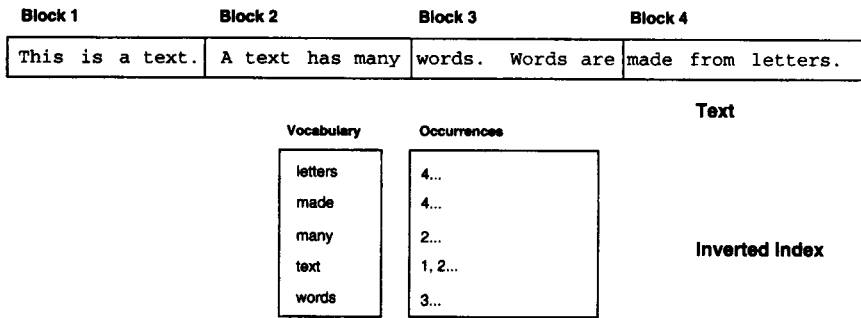 Block 1 Block 2 Block 3 Block 4
This is a text. A text has many words. Words are made from letters.
Text
Vocabulary Occurrences
letters 4...
made 4...
many 2...
Inverted Index
text 1, 2...
words 3...